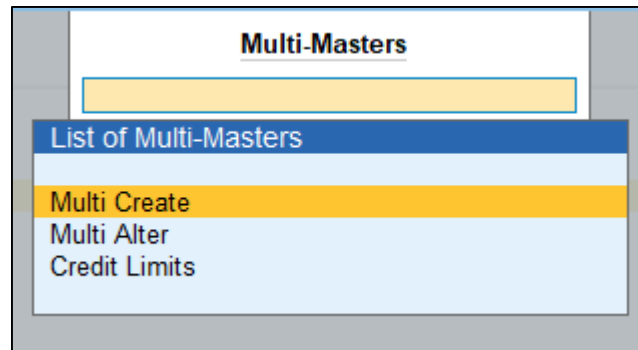 Multi-Masters
List of Multi-Masters
Multi Create
Multi Alter
Credit Limits